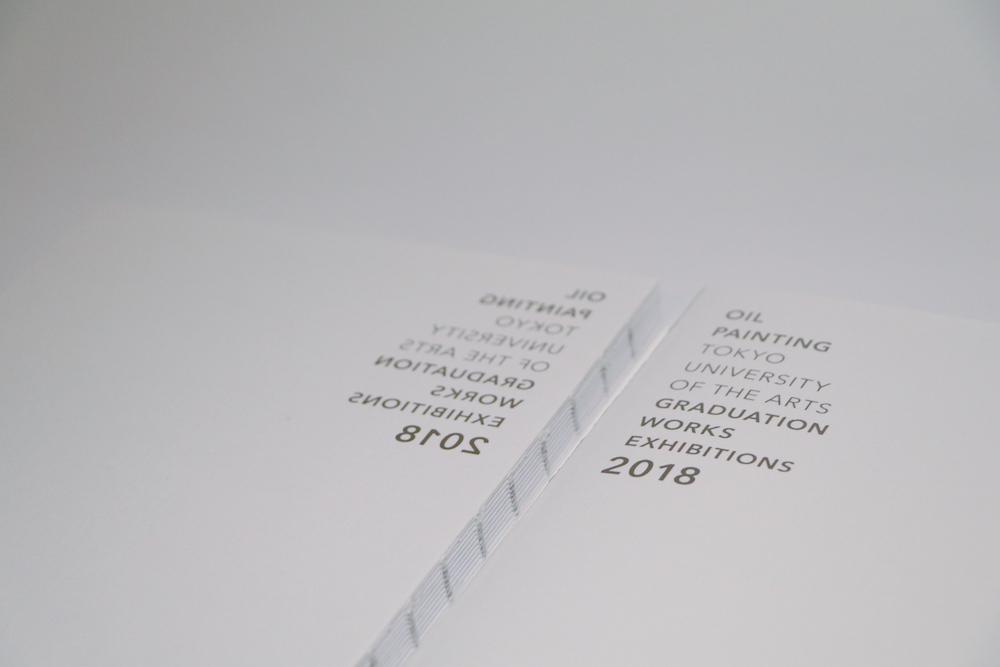 OIL
PAINTING
TOKYO
UNIVERSITY
OF THE ARTS
GRADUATION
WORKS
EXHIBITIONS
2018
OIL
PAINTING
TOKYO
UNIVERSITY
OF THE ARTS
GRADUATION
WORKS
EXHIBITIONS
2018